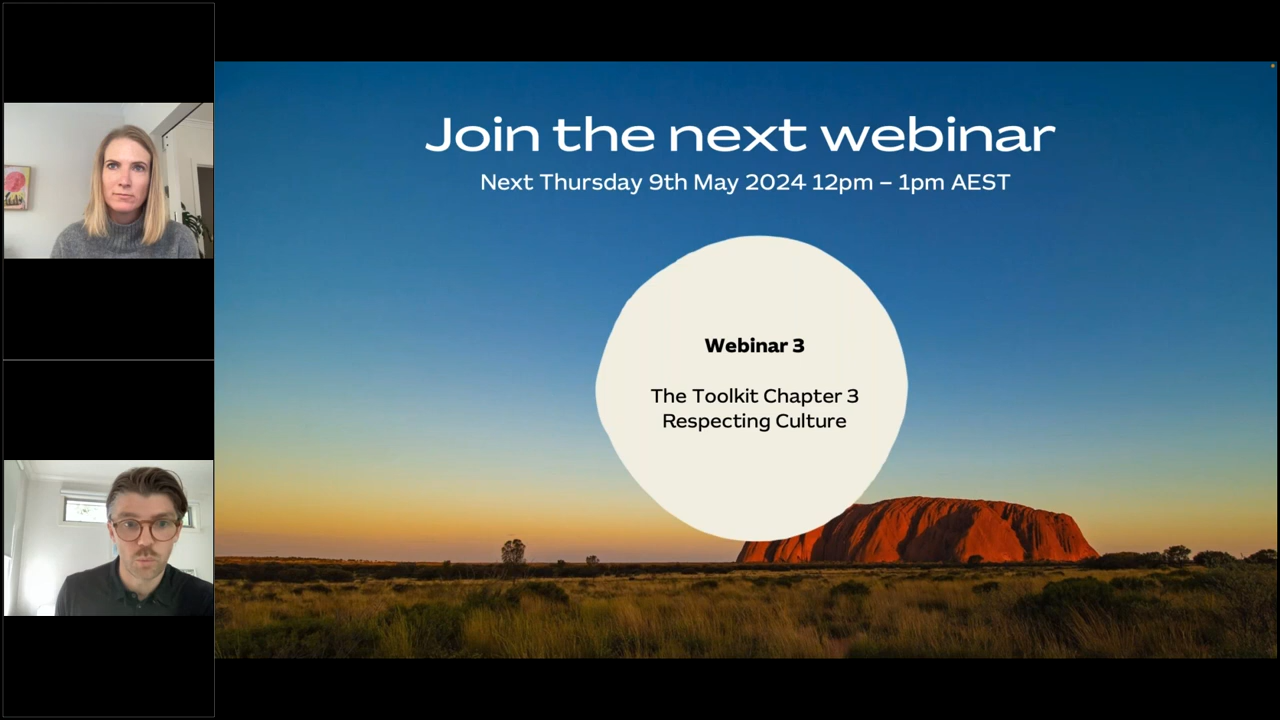 Join the next webinar
Next Thursday 9th May 2024 12pm – 1pm AEST
Webinar 3
The Toolkit Chapter 3
Respecting Culture